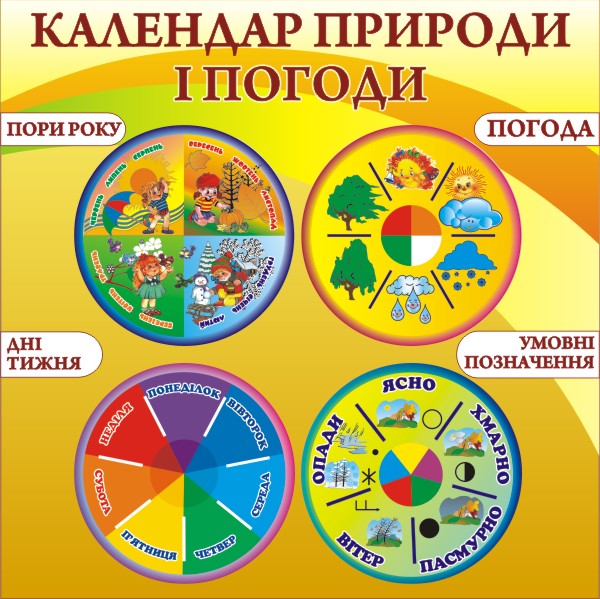 КАЛЕНДАР ПРИРОДИ
І ПОГОДИ
ПОРИ РОКУ
ПОГОДА
ЧЕРВЕНЬ
ЛИПЕНЬ
СЕРПЕНЬ
ВЕРЕСЕНЬ
ЖОВТЕНЬ
ЛИСТОПАД
ГРУДЕНЬ
СІЧЕНЬ
ЛЮТИЙ
БЕРЕЗЕНЬ
КВІТЕНЬ
ТРАВЕНЬ
ДНІ
ТИЖНЯ
УМОВНІ
ПОЗНАЧЕННЯ
ПОНЕДІЛОК
ВІВТОРОК
СЕРЕДА
ЧЕТВЕР
П'ЯТНИЦЯ
СУБОТА
НЕДІЛЯ
ЯСНО
ХМАРНО
ПАСМУРНО
ВІТЕР
ОПАДИ